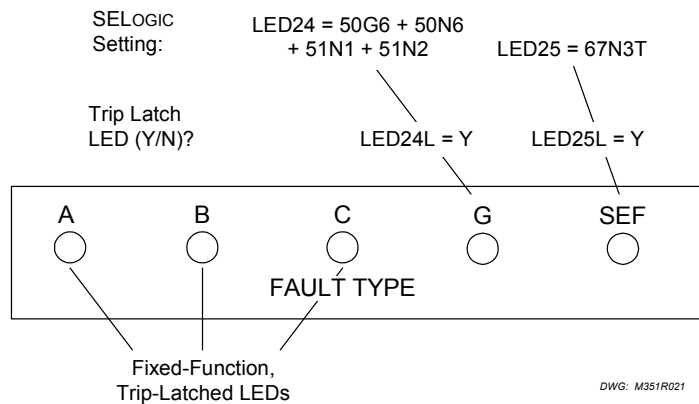 SELOGIC Setting:
LED24 = 50G6 + 50N6
+ 51N1 + 51N2
LED25 = 67N3T
Trip Latch
LED (Y/N)?
LED24L = Y
LED25L = Y
A B C G SEF
FAULT TYPE
Fixed-Function,
Trip-Latched LEDs
DWG: M351R021